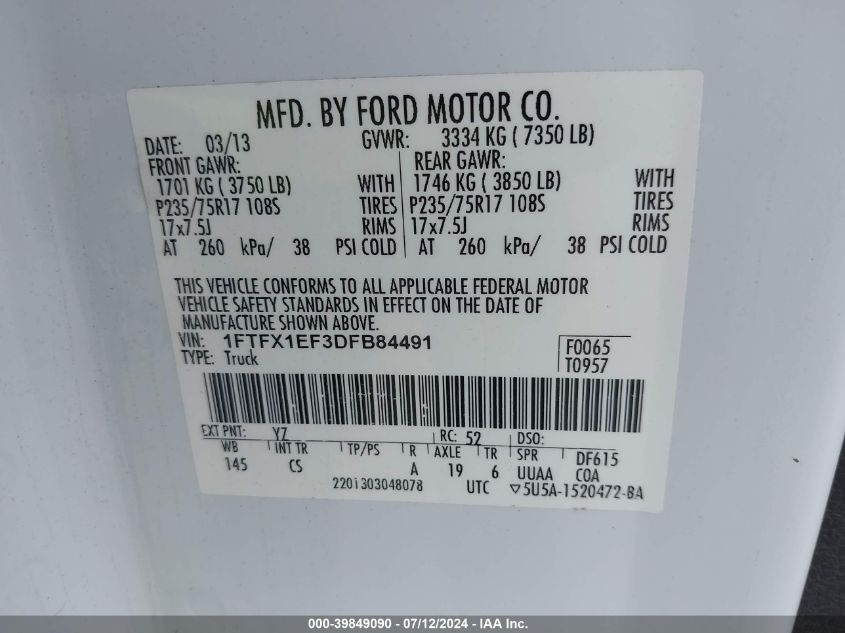 MFD. BY FORD MOTOR CO.
DATE: 03/13 GVWR: 3334 KG ( 7350 LB)
FRONT GAWR: REAR GAWR:
1701 KG ( 3750 LB) WITH 1746 KG ( 3850 LB) WITH
P235/75R17 108S TIRES P235/75R17 108S TIRES
17x7.5J RIMS 17x7.5J RIMS
AT 260 kPa/ 38 PSI COLD AT 260 kPa/ 38 PSI COLD
THIS VEHICLE CONFORMS TO ALL APPLICABLE FEDERAL MOTOR
VEHICLE SAFETY STANDARDS IN EFFECT ON THE DATE OF
MANUFACTURE SHOWN ABOVE.
VIN: 1FTFX1EF3DFB84491 F0065
TYPE: Truck T0957
EXT PNT: YZ RC: 52 DSO:
WB INT TR TP/PS R AXLE TR SPR DF615
145 CS A 19 6 UUAA COA
2201303048078 UTC ▽5U5A-1520472-BA
000-39849090 - 07/12/2024 - IAA Inc.